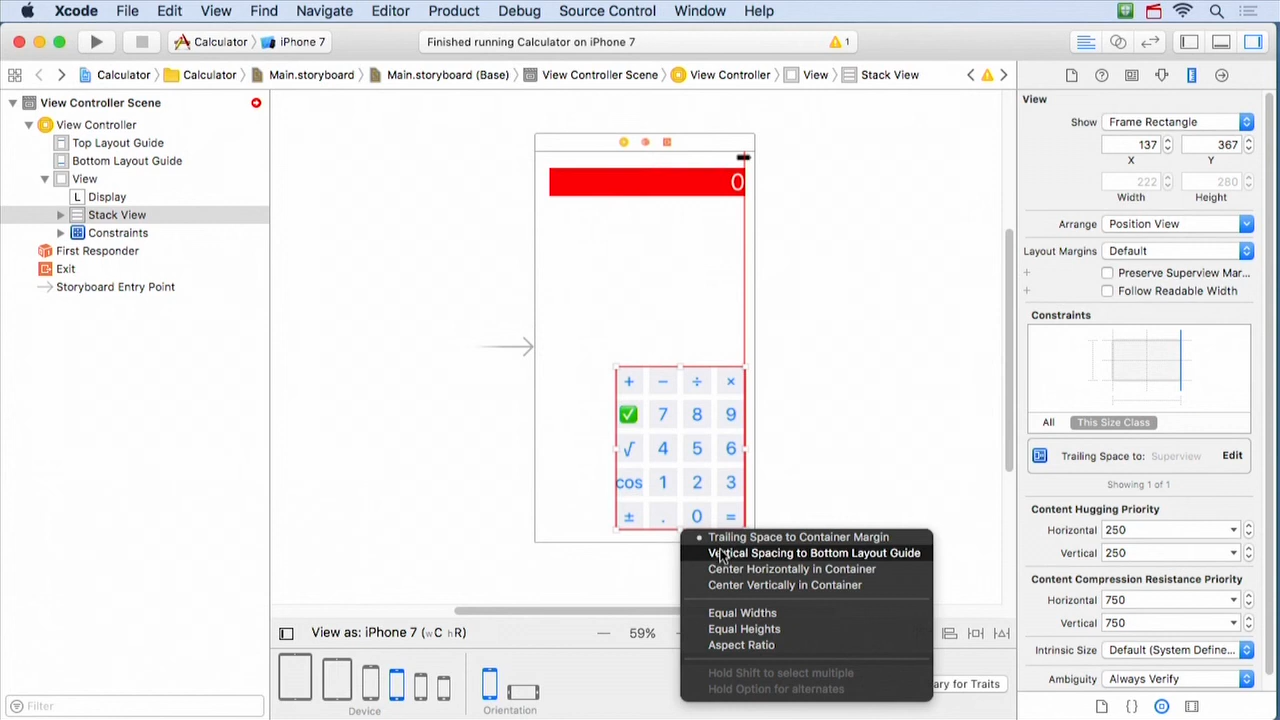 Xcode File Edit View Find Navigate Editor Product Debug Source Control Window Help
Calculator iPhone 7 Finished running Calculator on iPhone 7 1
Calculator Calculator Main.storyboard Main.storyboard (Base) View Controller Scene View Controller View Stack View
View Controller Scene
View Controller
Top Layout Guide
Bottom Layout Guide
View
L Display
Stack View
Constraints
First Responder
Exit
Storyboard Entry Point
Filter
0
+ − ÷ ×
✅ 7 8 9
√ 4 5 6
cos 1 2 3
± . 0 =
Trailing Space to Container Margin
Vertical Spacing to Bottom Layout Guide
Center Horizontally in Container
Center Vertically in Container
Equal Widths
Equal Heights
Aspect Ratio
Hold Shift to select multiple
Hold Option for alternates
View as: iPhone 7 (wC hR) 59%
ary for Traits
Device Orientation
View
Show Frame Rectangle
137 367
X Y
222 280
Width Height
Arrange Position View
Layout Margins Default
Preserve Superview Mar...
Follow Readable Width
Constraints
All This Size Class
Trailing Space to: Superview Edit
Showing 1 of 1
Content Hugging Priority
Horizontal 250
Vertical 250
Content Compression Resistance Priority
Horizontal 750
Vertical 750
Intrinsic Size Default (System Define...
Ambiguity Always Verify